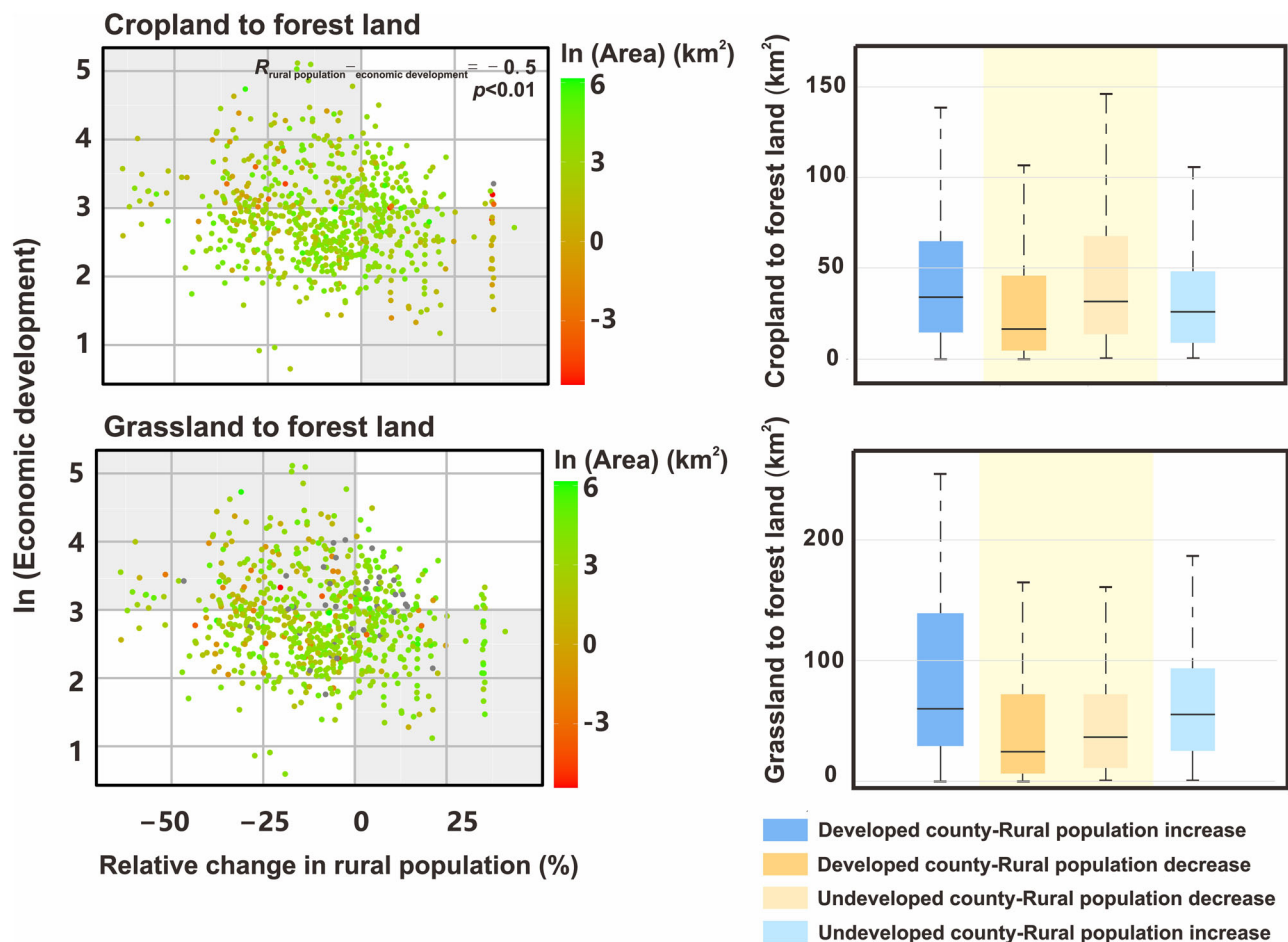 Cropland to forest land
R rural population − economic development = − 0.5
p<0.01
5
4
3
2
1
ln (Area) (km²)
6
3
0
-3
Cropland to forest land (km²)
150
100
50
0
ln (Economic development)
Grassland to forest land
5
4
3
2
1
ln (Area) (km²)
6
3
0
-3
−50 −25 0 25
Relative change in rural population (%)
Grassland to forest land (km²)
200
100
0
Developed county-Rural population increase
Developed county-Rural population decrease
Undeveloped county-Rural population decrease
Undeveloped county-Rural population increase